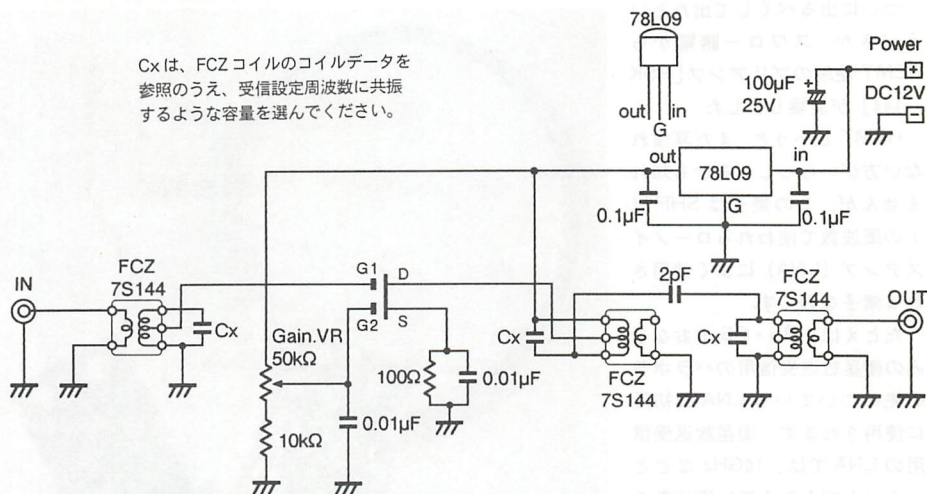 Cxは、FCZコイルのコイルデータを
参照のうえ、受信設定周波数に共振
するような容量を選んでください。
78L09
out
in
G
100μF
25V
+
Power
+
DC12V
−
out
78L09
in
G
0.1μF
0.1μF
IN
FCZ
7S144
Cx
Gain.VR
50kΩ
10kΩ
G1
G2
D
S
100Ω
0.01μF
0.01μF
Cx
FCZ
7S144
2pF
Cx
FCZ
7S144
OUT